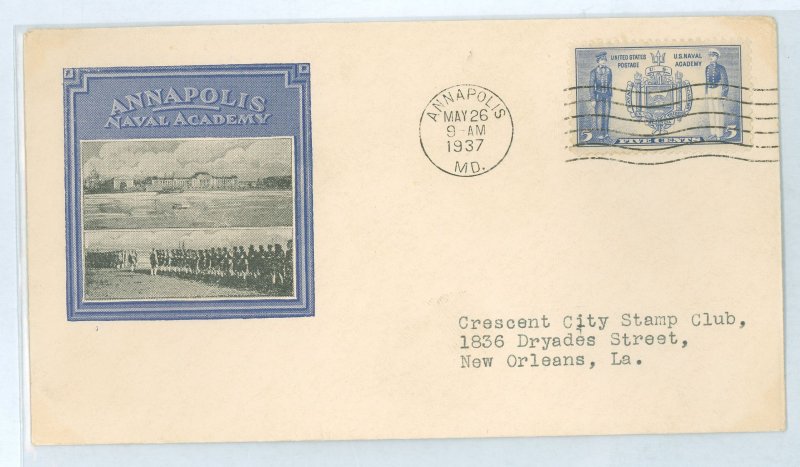 ANNAPOLIS
NAVAL ACADEMY
ANNAPOLIS
MAY 26
9-AM
1937
MD.
UNITED STATES POSTAGE
U.S. NAVAL ACADEMY
5 FIVE CENTS 5
Crescent City Stamp Club,
1836 Dryades Street,
New Orleans, La.